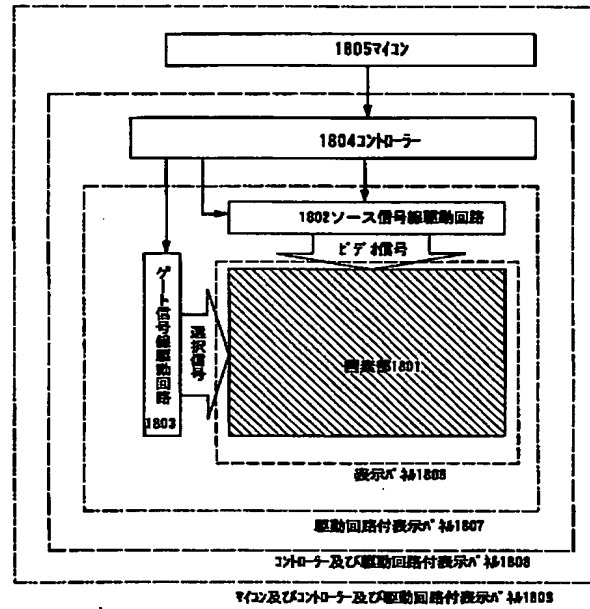 1805マイコン
1804コントローラー
1802ソース信号線駆動回路
ビデオ信号
ゲート信号線駆動回路
1803
選択信号
画素部1801
表示パネル1806
駆動回路付表示パネル1807
コントローラー及び駆動回路付表示パネル1808
マイコン及びコントローラー及び駆動回路付表示パネル1809